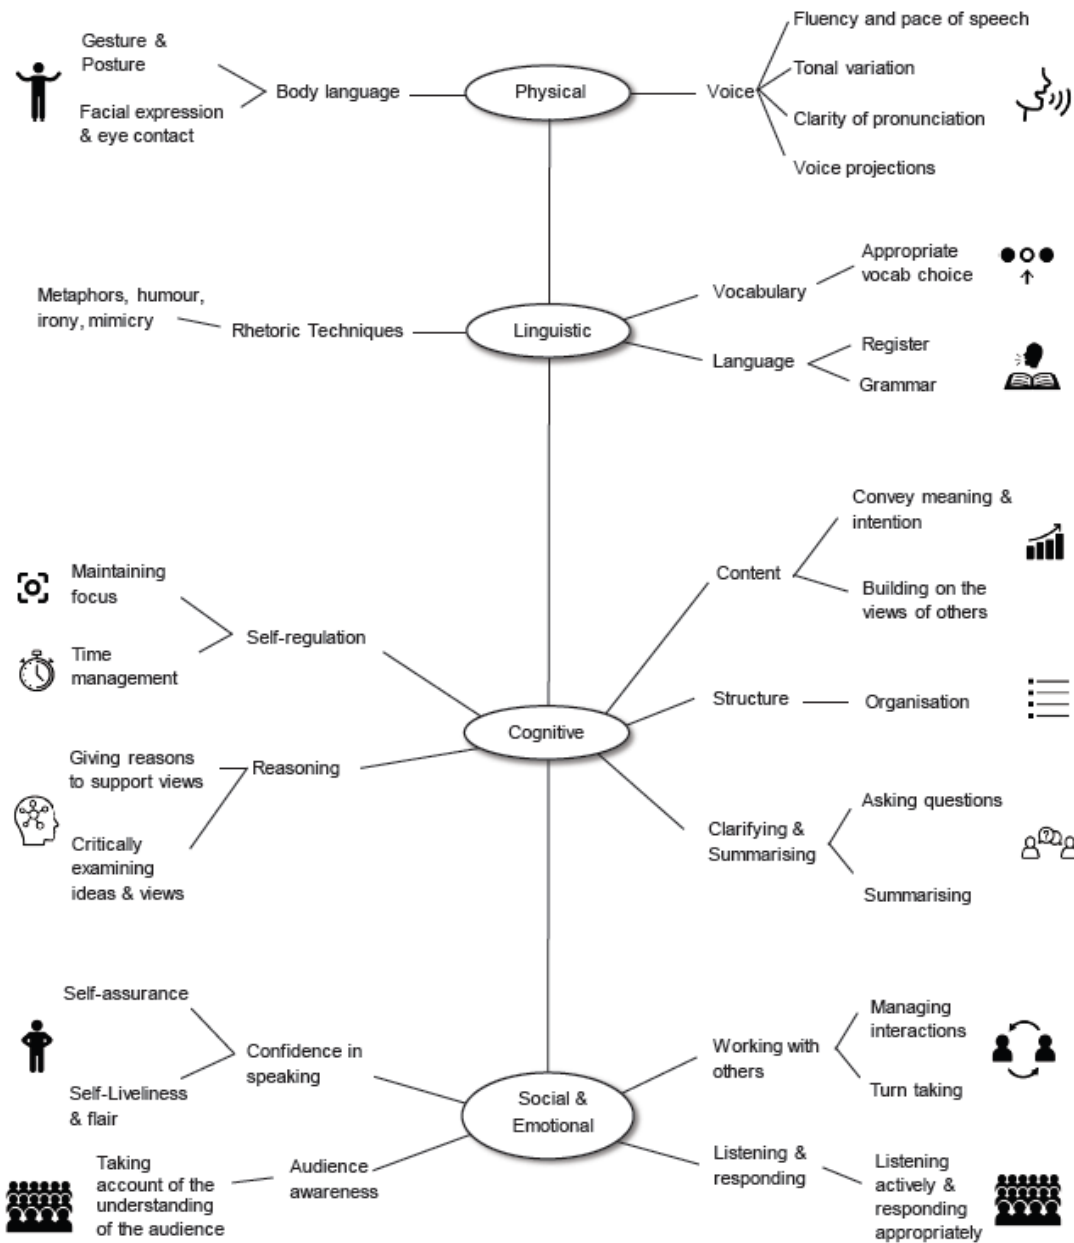 Gesture &
Posture
Facial expression
& eye contact
Body language
Physical
Voice
Fluency and pace of speech
Tonal variation
Clarity of pronunciation
Voice projections
Metaphors, humour,
irony, mimicry
Rhetoric Techniques
Linguistic
Vocabulary
Appropriate
vocab choice
Language
Register
Grammar
Maintaining
focus
Time
management
Self-regulation
Giving reasons
to support views
Critically
examining
ideas & views
Reasoning
Cognitive
Content
Convey meaning &
intention
Building on the
views of others
Structure
Organisation
Clarifying &
Summarising
Asking questions
Summarising
Self-assurance
Self-Liveliness
& flair
Confidence in
speaking
Taking
account of the
understanding
of the audience
Audience
awareness
Social &
Emotional
Working with
others
Managing
interactions
Turn taking
Listening &
responding
Listening
actively &
responding
appropriately